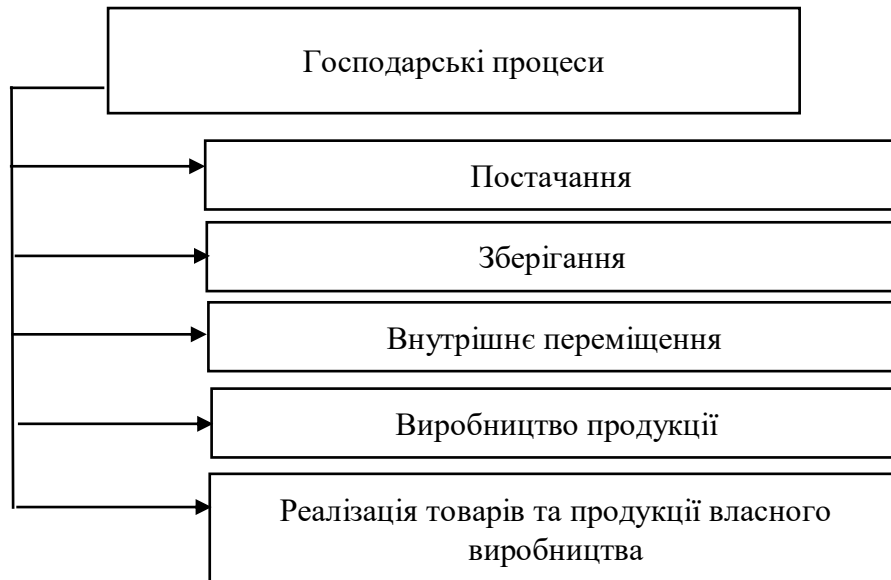 Господарські процеси
Постачання
Зберігання
Внутрішнє переміщення
Виробництво продукції
Реалізація товарів та продукції власного
виробництва